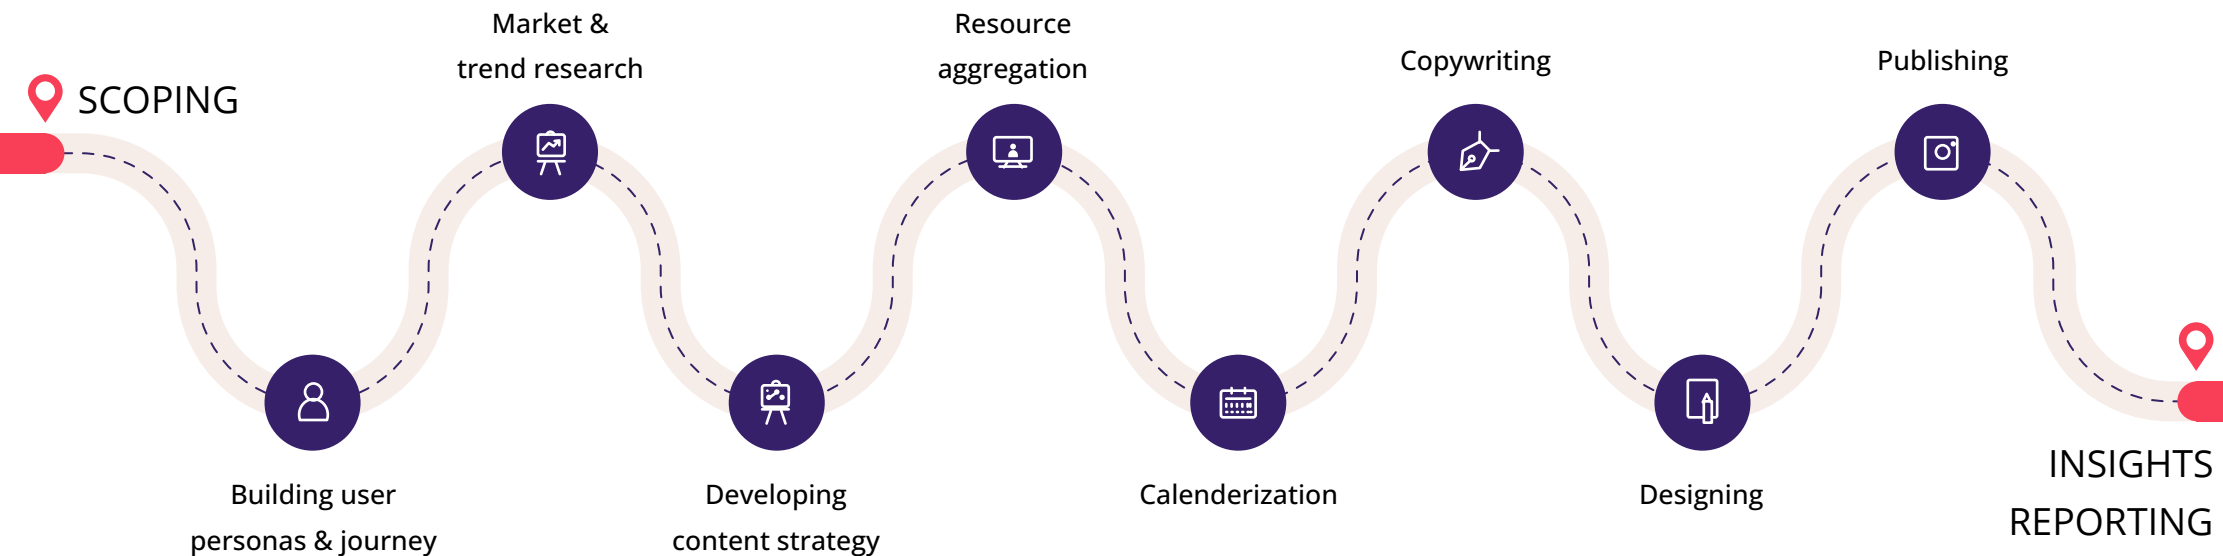 SCOPING
Building user
personas & journey
Market &
trend research
Developing
content strategy
Resource
aggregation
Calenderization
Copywriting
Designing
Publishing
INSIGHTS
REPORTING